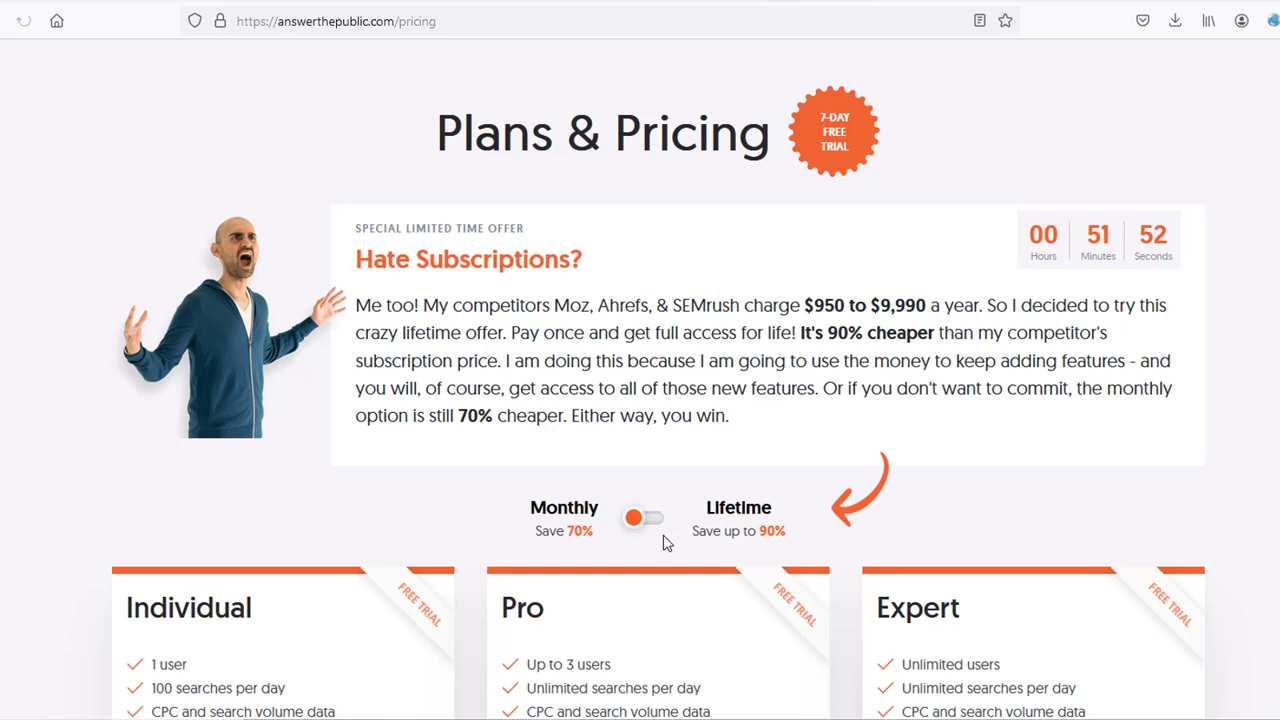 https://answerthepublic.com/pricing
Plans & Pricing
7-DAY
FREE
TRIAL
SPECIAL LIMITED TIME OFFER
Hate Subscriptions?
00 51 52
Hours Minutes Seconds
Me too! My competitors Moz, Ahrefs, & SEMrush charge $950 to $9,990 a year. So I decided to try this
crazy lifetime offer. Pay once and get full access for life! It's 90% cheaper than my competitor's
subscription price. I am doing this because I am going to use the money to keep adding features - and
you will, of course, get access to all of those new features. Or if you don't want to commit, the monthly
option is still 70% cheaper. Either way, you win.
Monthly Lifetime
Save 70% Save up to 90%
Individual
FREE TRIAL
1 user
100 searches per day
CPC and search volume data
Pro
FREE TRIAL
Up to 3 users
Unlimited searches per day
CPC and search volume data
Expert
FREE TRIAL
Unlimited users
Unlimited searches per day
CPC and search volume data